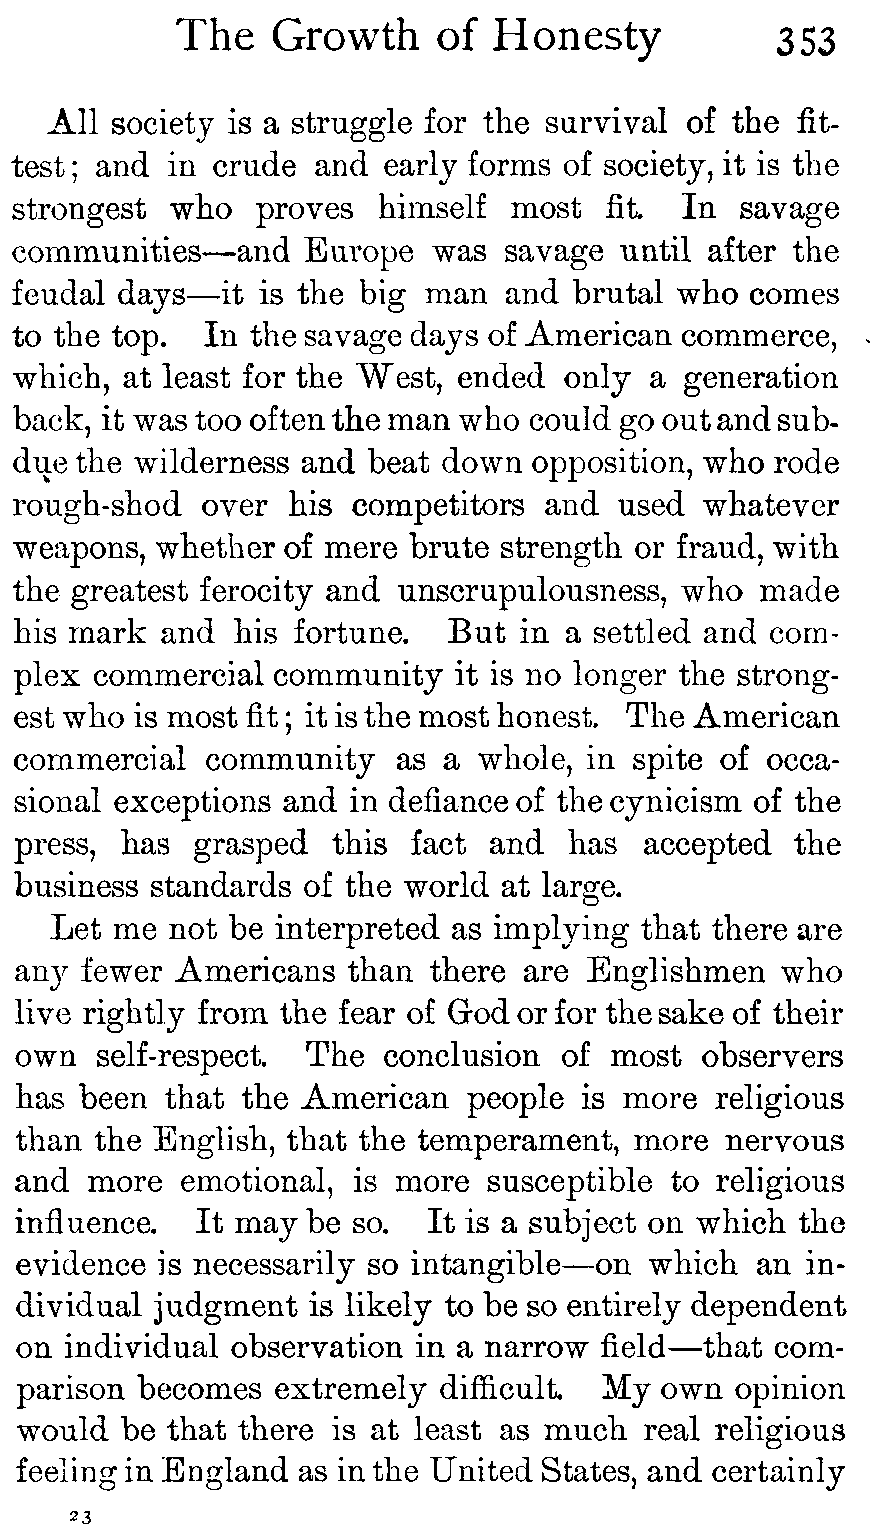 The Growth of Honesty 353
All society is a struggle for the survival of the fit-
test; and in crude and early forms of society, it is the
strongest who proves himself most fit. In savage
communities—and Europe was savage until after the
feudal days—it is the big man and brutal who comes
to the top. In the savage days of American commerce,
which, at least for the West, ended only a generation
back, it was too often the man who could go out and sub-
due the wilderness and beat down opposition, who rode
rough-shod over his competitors and used whatever
weapons, whether of mere brute strength or fraud, with
the greatest ferocity and unscrupulousness, who made
his mark and his fortune. But in a settled and com-
plex commercial community it is no longer the strong-
est who is most fit; it is the most honest. The American
commercial community as a whole, in spite of occa-
sional exceptions and in defiance of the cynicism of the
press, has grasped this fact and has accepted the
business standards of the world at large.
Let me not be interpreted as implying that there are
any fewer Americans than there are Englishmen who
live rightly from the fear of God or for the sake of their
own self-respect. The conclusion of most observers
has been that the American people is more religious
than the English, that the temperament, more nervous
and more emotional, is more susceptible to religious
influence. It may be so. It is a subject on which the
evidence is necessarily so intangible—on which an in-
dividual judgment is likely to be so entirely dependent
on individual observation in a narrow field—that com-
parison becomes extremely difficult. My own opinion
would be that there is at least as much real religious
feeling in England as in the United States, and certainly
23